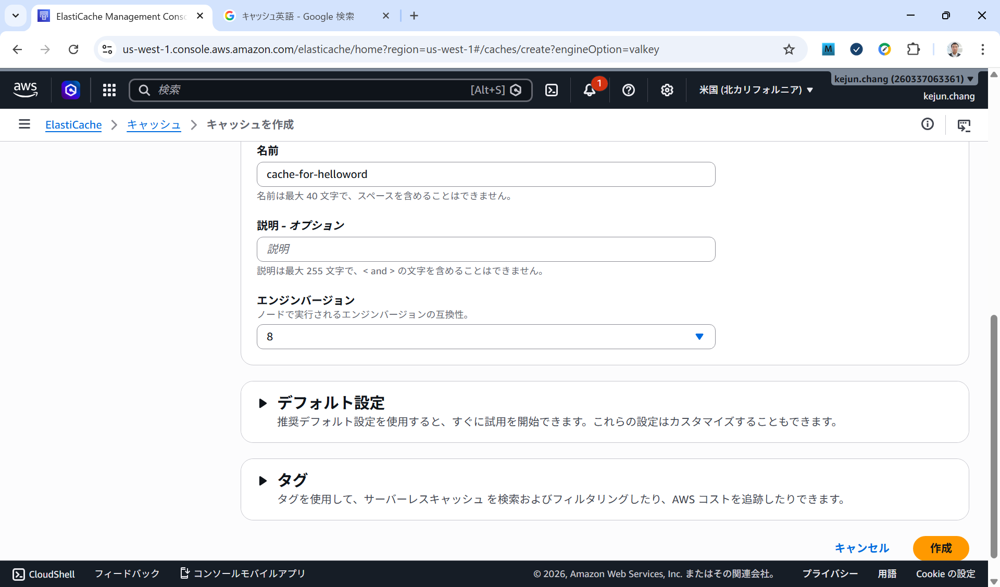 ElastiCache Management Conso
キャッシュ英語 - Google 検索
us-west-1.console.aws.amazon.com/elasticache/home?region=us-west-1#/caches/create?engineOption=valkey
M
aws
検索
[Alt+S]
1
米国 (北カリフォルニア) ▼
kejun.chang (260337063361) ▼
kejun.chang
ElastiCache
キャッシュ
キャッシュを作成
名前
cache-for-helloword
名前は最大 40 文字で、スペースを含めることはできません。
説明 - オプション
説明
説明は最大 255 文字で、< and > の文字を含めることはできません。
エンジンバージョン
ノードで実行されるエンジンバージョンの互換性。
8
デフォルト設定
推奨デフォルト設定を使用すると、すぐに試用を開始できます。これらの設定はカスタマイズすることもできます。
タグ
タグを使用して、サーバーレスキャッシュ を検索およびフィルタリングしたり、AWS コストを追跡したりできます。
キャンセル
作成
CloudShell
フィードバック
コンソールモバイルアプリ
© 2026, Amazon Web Services, Inc. またはその関連会社。
プライバシー
用語
Cookie の設定